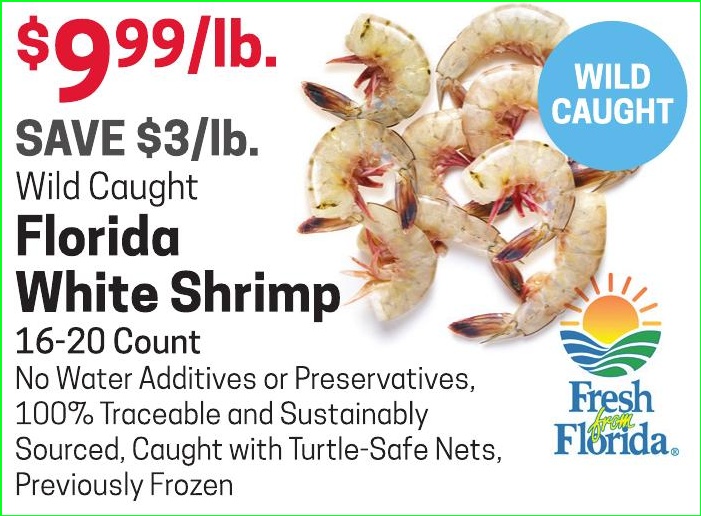 $9.99/lb.
SAVE $3/lb.
Wild Caught
Florida
White Shrimp
16-20 Count
No Water Additives or Preservatives,
100% Traceable and Sustainably
Sourced, Caught with Turtle-Safe Nets,
Previously Frozen
WILD
CAUGHT
Fresh
from
Florida®